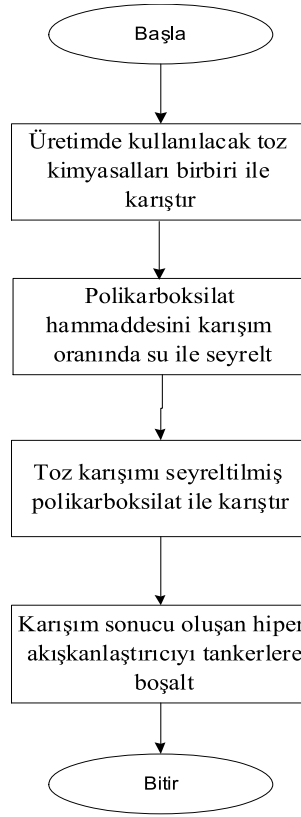 Başla
Üretimde kullanılacak toz
kimyasalları birbiri ile
karıştır
Polikarboksilat
hammaddesini karışım
oranında su ile seyrelt
Toz karışımı seyreltilmiş
polikarboksilat ile karıştır
Karışım sonucu oluşan hiper
akışkanlaştırıcıyı tankerlere
boşalt
Bitir